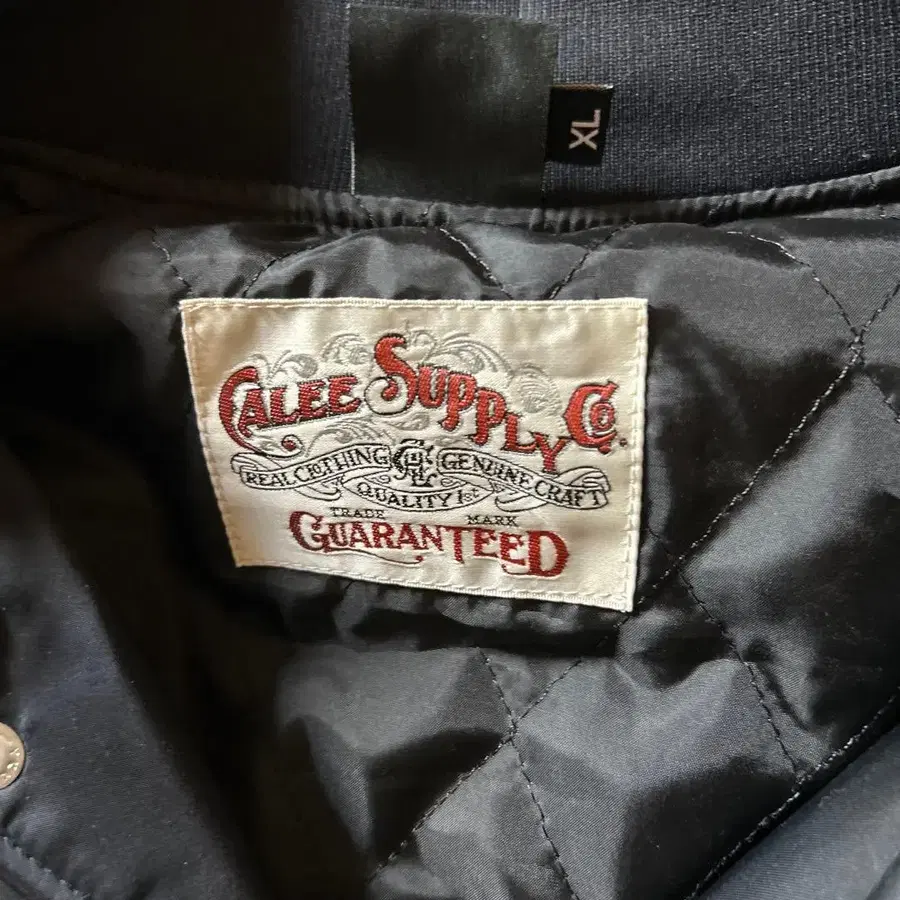 XL
CALEE SUPPLY Co.
REAL CLOTHING GENUINE CRAFT
QUALITY 1st
TRADE MARK
GUARANTEED